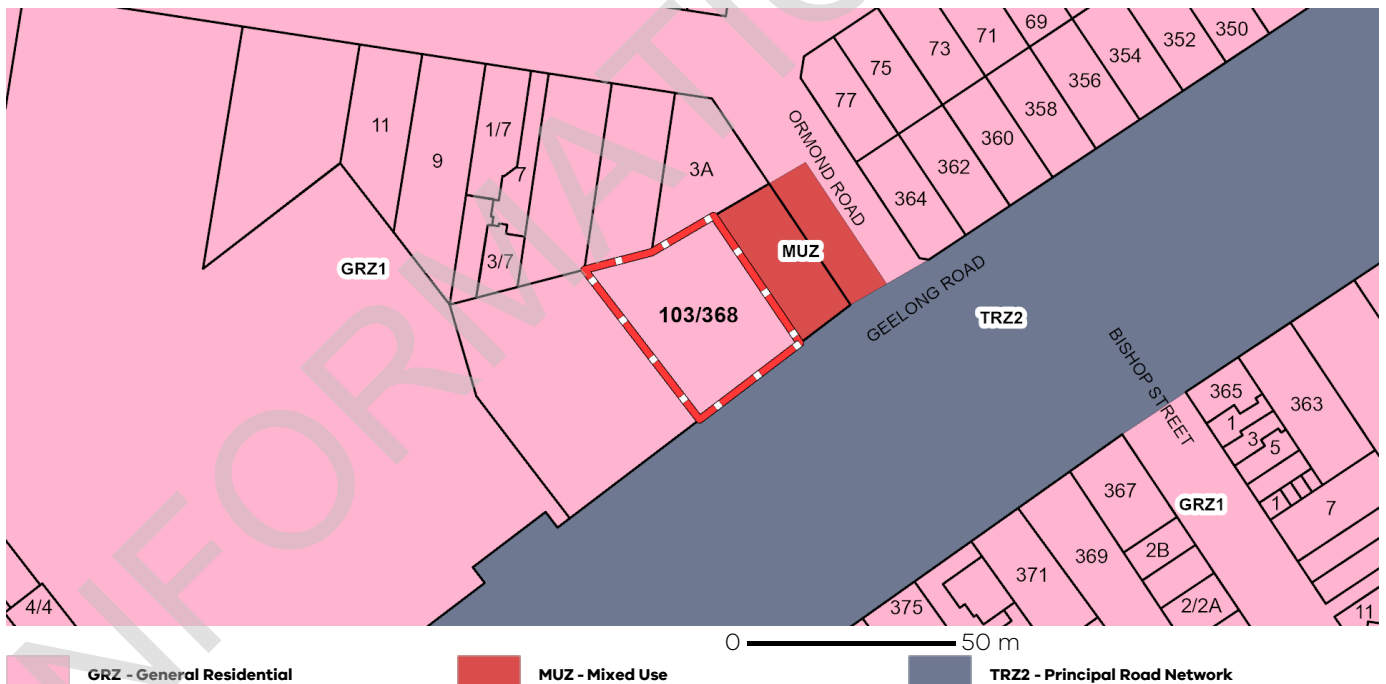 69
71
73
75
77
350
352
354
356
358
360
362
364
ORMOND ROAD
11
9
1/7
7
3/7
3A
GRZ1
MUZ
103/368
GEELONG ROAD
TRZ2
BISHOP STREET
365
363
1
3
5
1
7
GRZ1
367
2B
369
371
2/2A
375
11
4/4
0 50 m
GRZ - General Residential
MUZ - Mixed Use
TRZ2 - Principal Road Network
INFORMATION